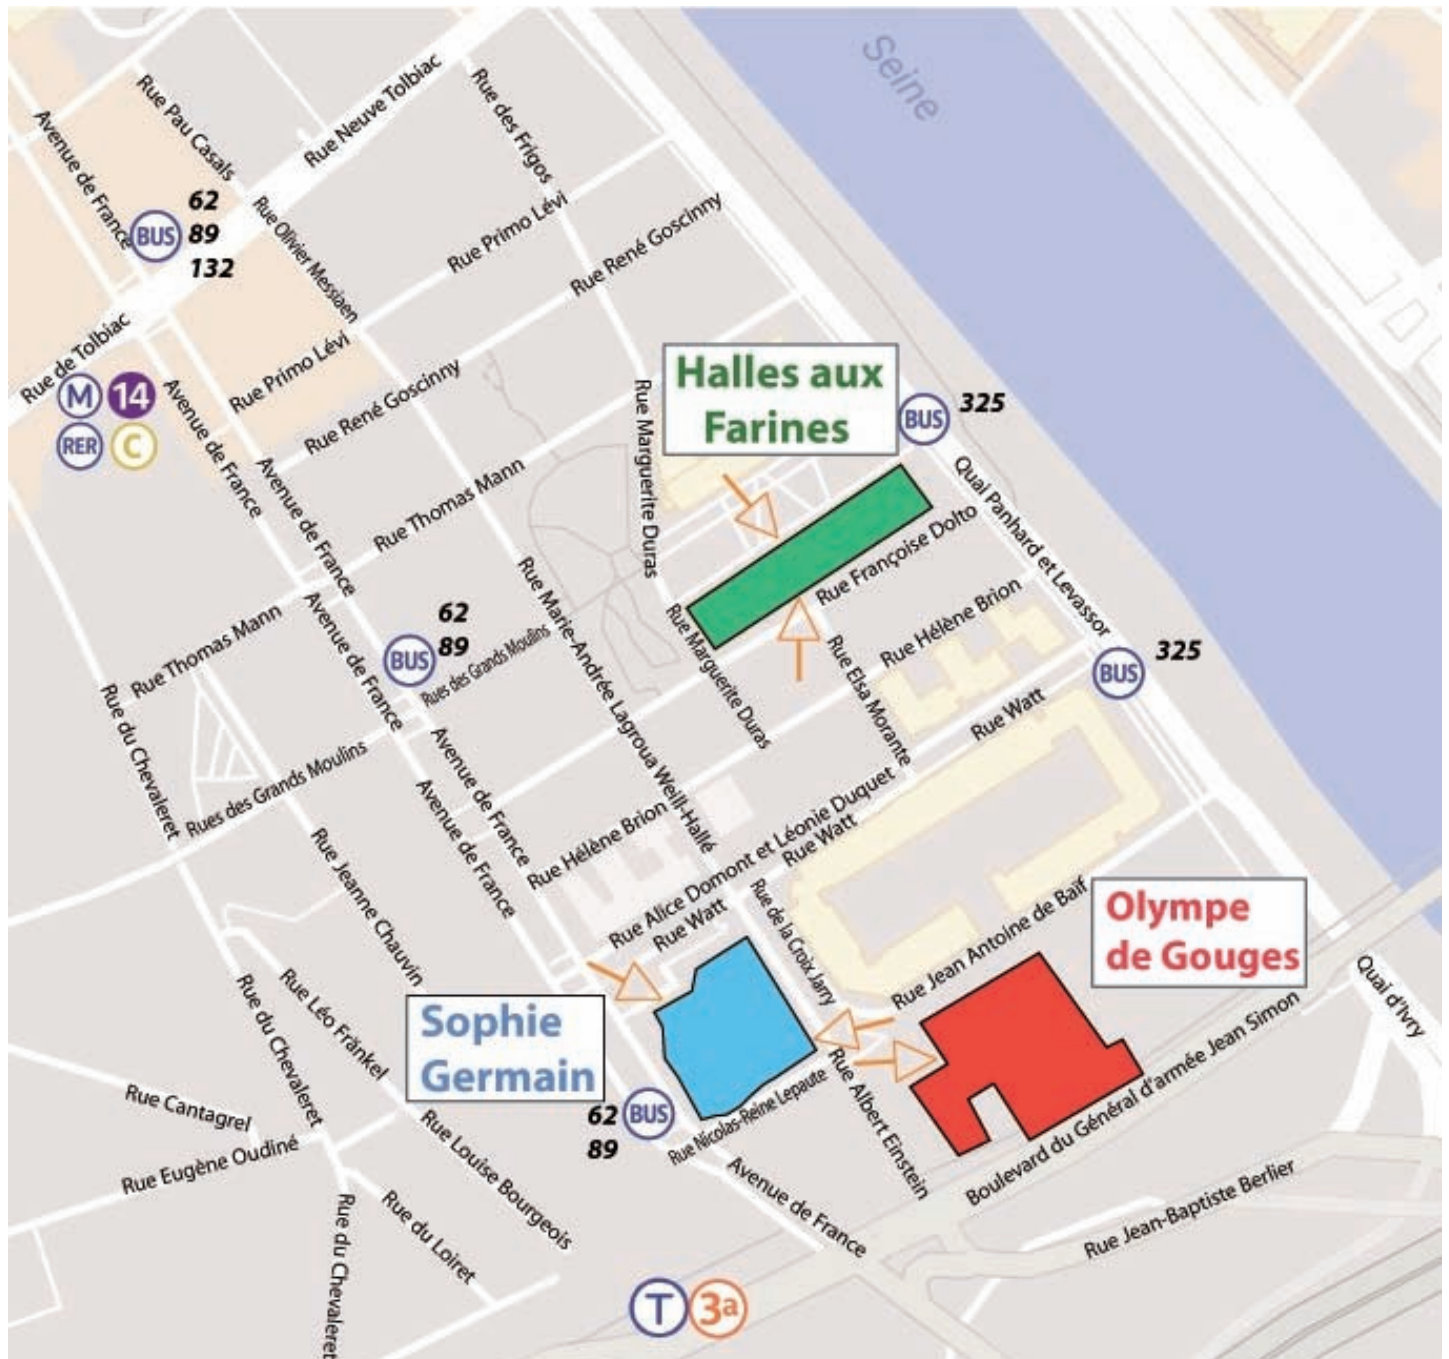 Seine
Rue Neuve Tolbiac
Rue Pau Casals
Rue des Frigos
Avenue de France
BUS
62
89
132
Rue Olivier Messiaen
Rue Primo Lévi
Rue René Goscinny
Rue de Tolbiac
M 14
RER C
Rue Primo Lévi
Rue René Goscinny
Avenue de France
Avenue de France
Rue Thomas Mann
Rue Marguerite Duras
Halles aux
Farines
BUS
325
Quai Panhard et Levassor
Rue Françoise Dolto
Rue Hélène Brion
Rue Marie-Andrée Lagroua Weill-Hallé
Rue Thomas Mann
Avenue de France
62
89
BUS
Rues des Grands Moulins
Rue Marguerite Duras
Rue Elsa Morante
BUS
325
Rue Watt
Rue du Chevaleret
Rues des Grands Moulins
Avenue de France
Avenue de France
Rue Hélène Brion
Rue Alice Domont et Léonie Duquet
Rue Watt
Rue Watt
Rue de la Croix Jarry
Rue Jeanne Chauvin
Rue Jean Antoine de Baïf
Olympe
de Gouges
Quai d'Ivry
Sophie
Germain
Rue du Chevaleret
Rue Léo Fränkel
62
89
BUS
Rue Nicolas-Reine Lepaute
Rue Albert Einstein
Boulevard du Général d'armée Jean Simon
Rue Cantagrel
Rue Eugène Oudiné
Rue Louise Bourgeois
Avenue de France
Rue Jean-Baptiste Berlier
Rue du Chevaleret
Rue du Loiret
T 3a